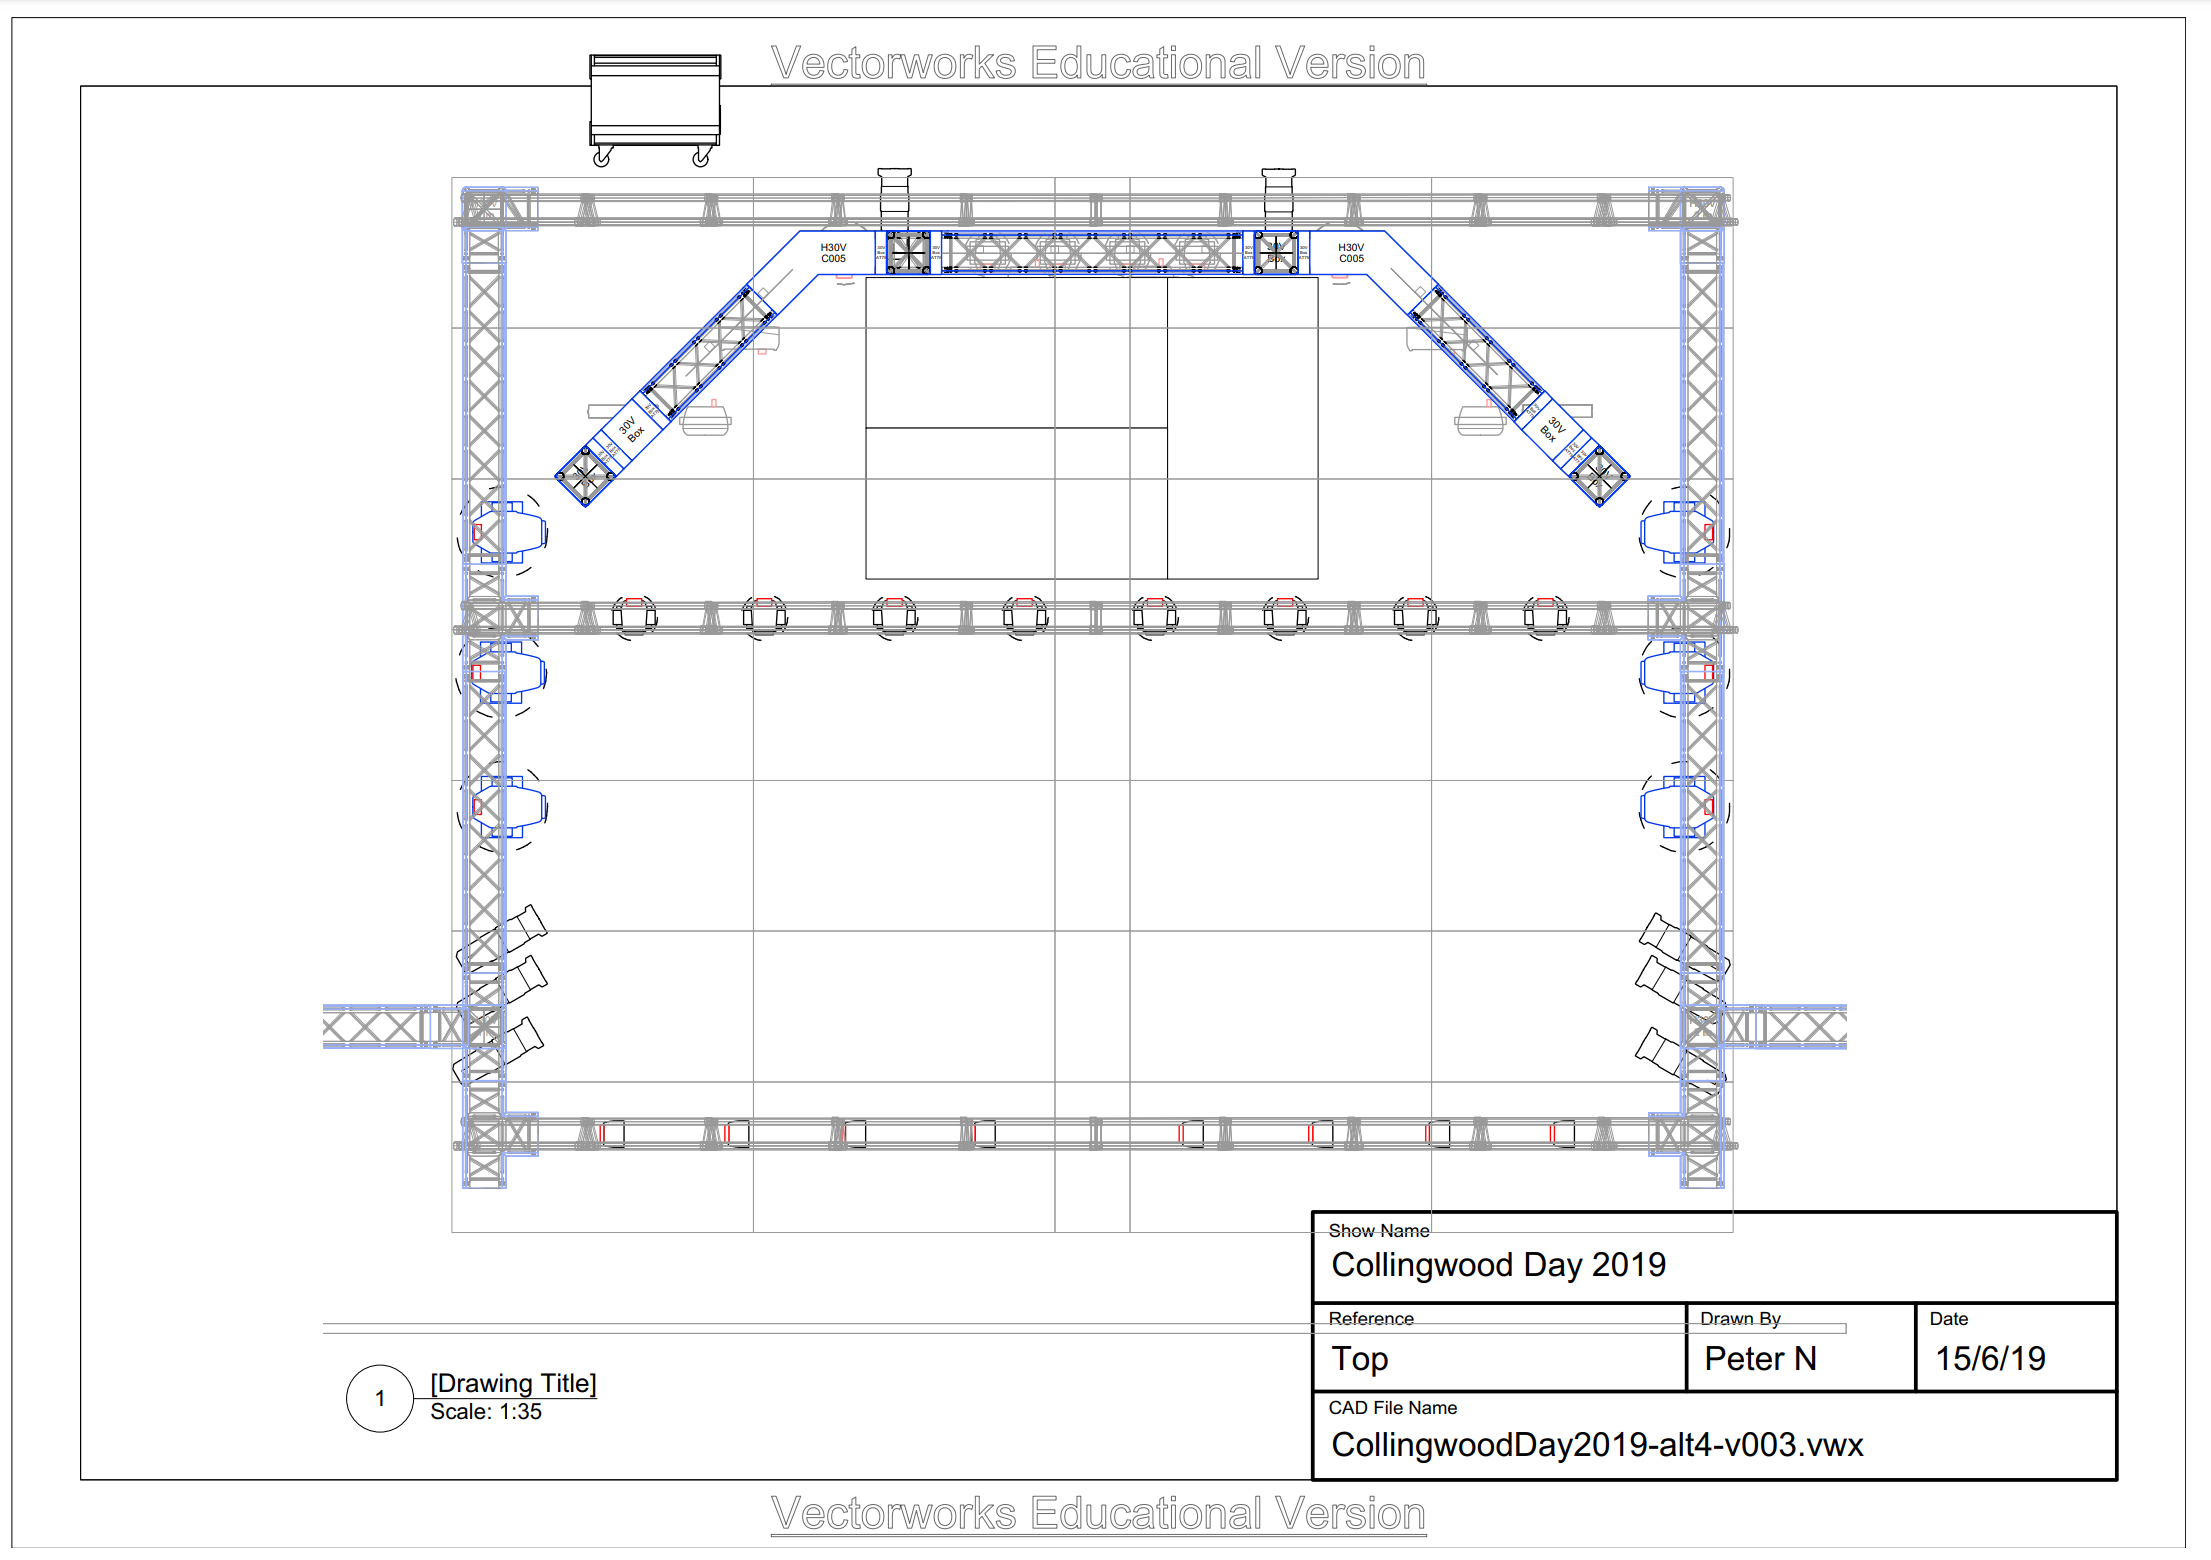 Vectorworks Educational Version
H30V
C005
H30V
C005
30V
Box
30V
Box
Show Name
Collingwood Day 2019
Reference
Drawn By
Date
Top
Peter N
15/6/19
1
[Drawing Title]
Scale: 1:35
CAD File Name
CollingwoodDay2019-alt4-v003.vwx
Vectorworks Educational Version